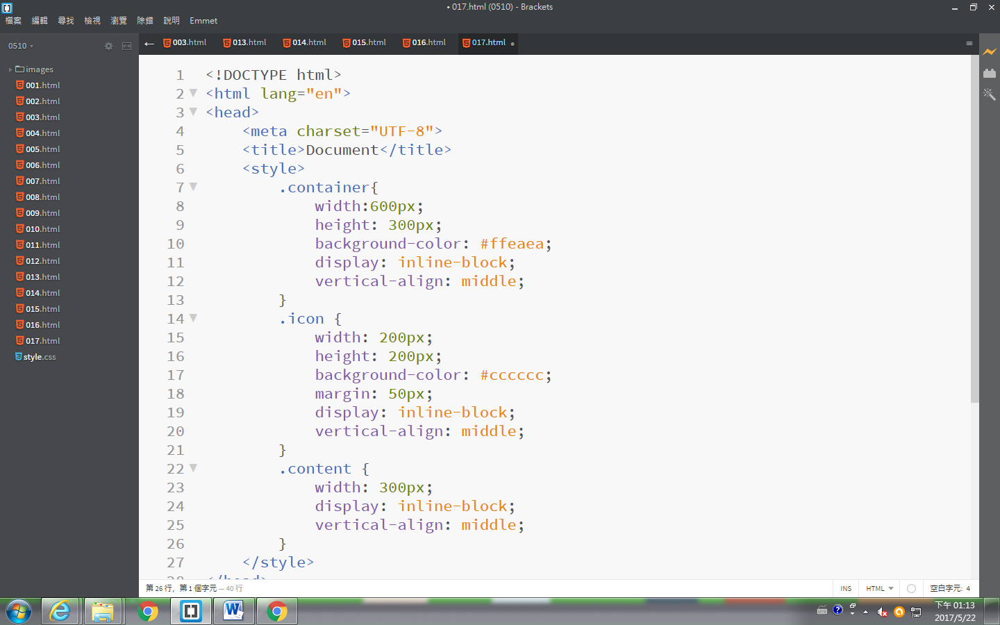 • 017.html (0510) - Brackets
檔案 編輯 尋找 檢視 瀏覽 除錯 說明 Emmet
0510
images
001.html
002.html
003.html
004.html
005.html
006.html
007.html
008.html
009.html
010.html
011.html
012.html
013.html
014.html
015.html
016.html
017.html
style.css
003.html 013.html 014.html 015.html 016.html 017.html
1 <!DOCTYPE html>
2 <html lang="en">
3 <head>
4 <meta charset="UTF-8">
5 <title>Document</title>
6 <style>
7 .container{
8 width:600px;
9 height: 300px;
10 background-color: #ffeaea;
11 display: inline-block;
12 vertical-align: middle;
13 }
14 .icon {
15 width: 200px;
16 height: 200px;
17 background-color: #cccccc;
18 margin: 50px;
19 display: inline-block;
20 vertical-align: middle;
21 }
22 .content {
23 width: 300px;
24 display: inline-block;
25 vertical-align: middle;
26 }
27 </style>
28 </head>
第 26 行，第 1 個字元 — 40 行
INS HTML 空白字元: 4
下午 01:13
2017/5/22